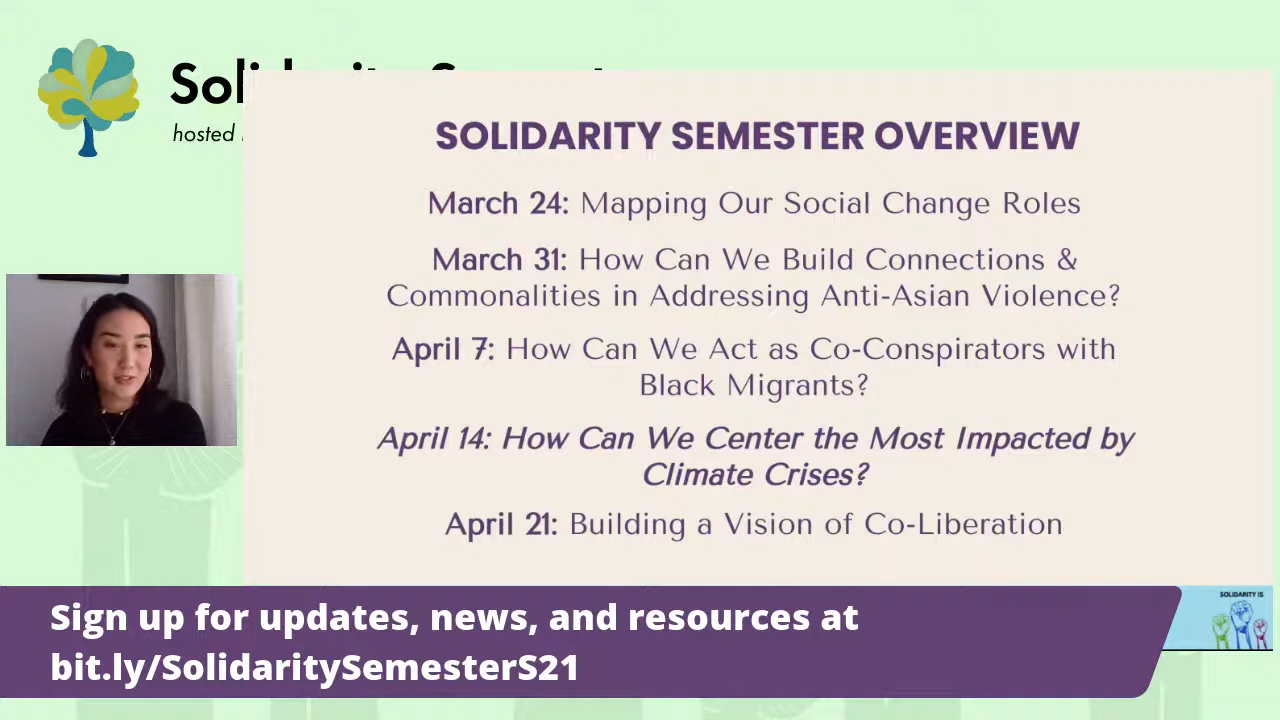 Sol
hosted
SOLIDARITY SEMESTER OVERVIEW
March 24: Mapping Our Social Change Roles
March 31: How Can We Build Connections &
Commonalities in Addressing Anti-Asian Violence?
April 7: How Can We Act as Co-Conspirators with
Black Migrants?
April 14: How Can We Center the Most Impacted by
Climate Crises?
April 21: Building a Vision of Co-Liberation
Sign up for updates, news, and resources at
bit.ly/SolidaritySemesterS21
SOLIDARITY IS